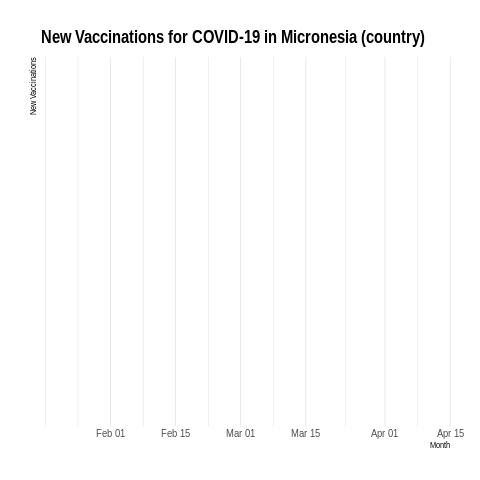 New Vaccinations for COVID-19 in Micronesia (country)
New Vaccinations
Feb 01 Feb 15 Mar 01 Mar 15 Apr 01 Apr 15
Month